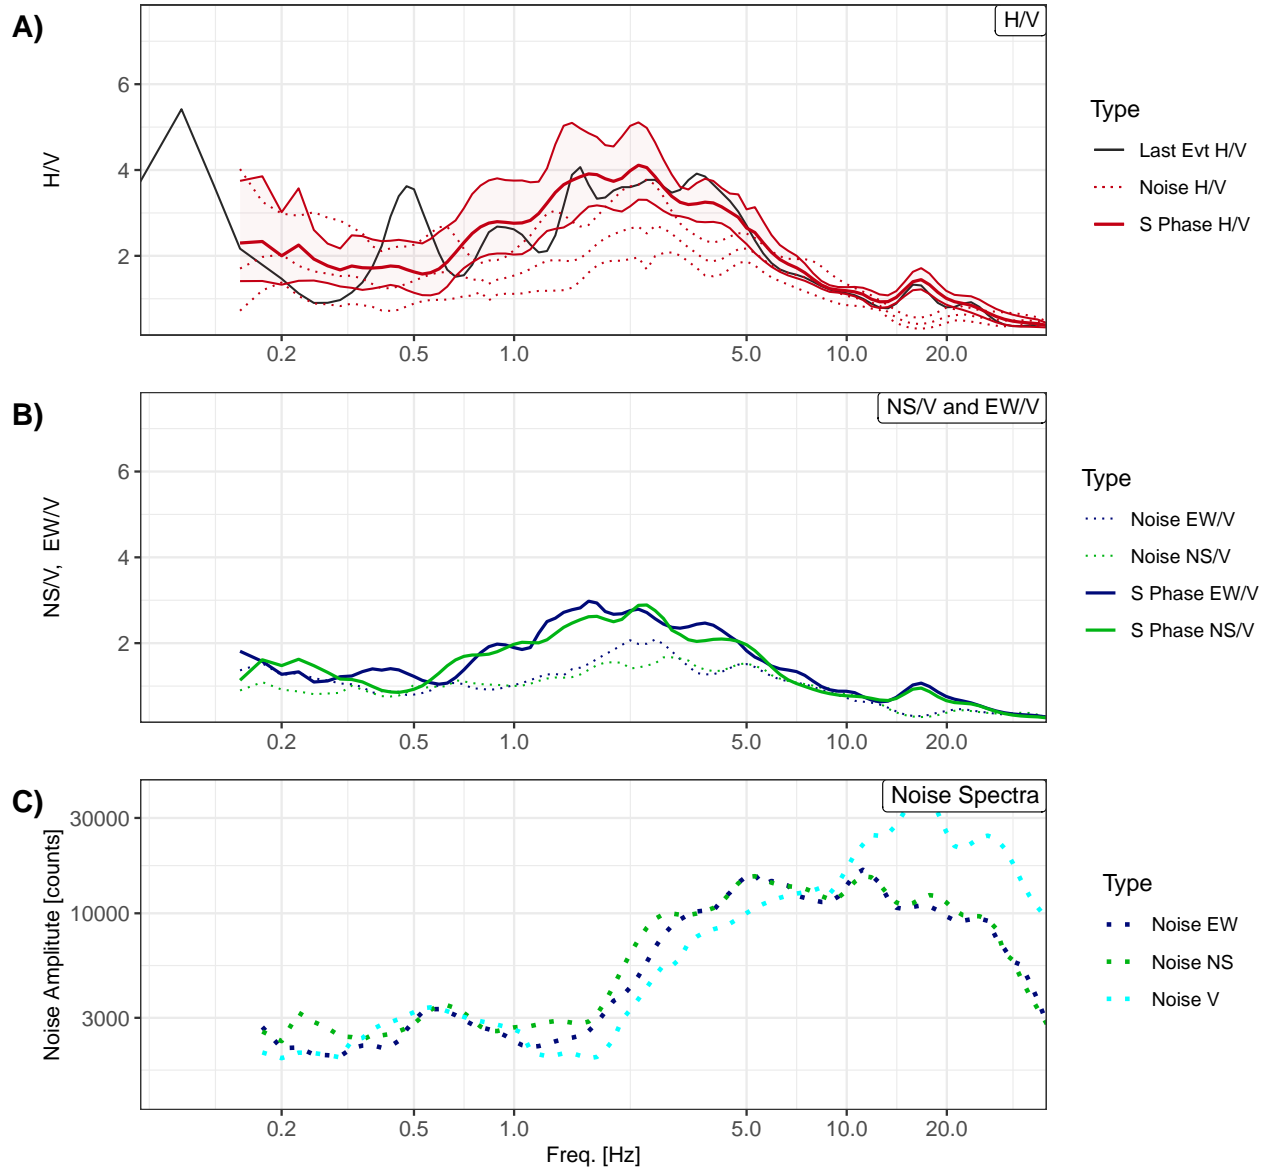 A)
H/V
6
4
2
H/V
0.2 0.5 1.0 5.0 10.0 20.0
Type
Last Evt H/V
Noise H/V
S Phase H/V
B)
NS/V and EW/V
6
4
2
NS/V,  EW/V
0.2 0.5 1.0 5.0 10.0 20.0
Type
Noise EW/V
Noise NS/V
S Phase EW/V
S Phase NS/V
C)
Noise Spectra
30000
10000
3000
Noise Amplitute [counts]
0.2 0.5 1.0 5.0 10.0 20.0
Freq. [Hz]
Type
Noise EW
Noise NS
Noise V